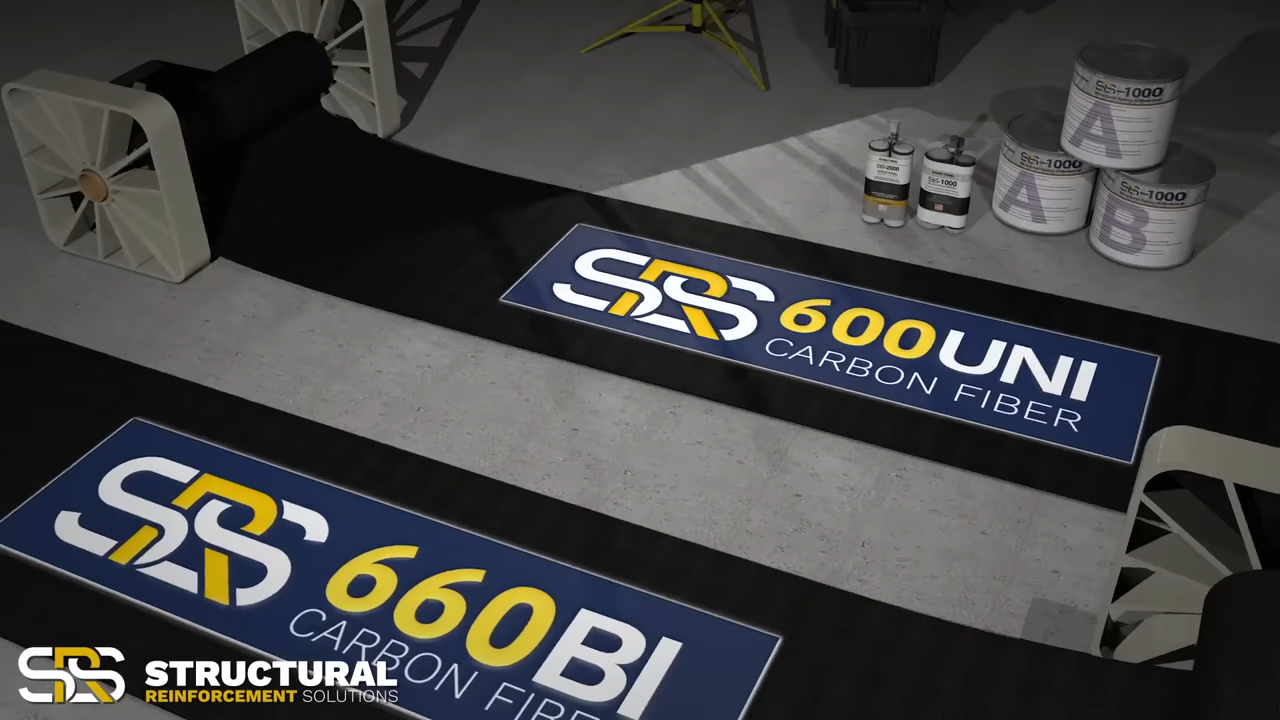 SRS-1000
A
SRS-1000
A
SRS-1000
B
SRS-2000
SRS-1000
SRS 600UNI
CARBON FIBER
SRS 660BI
CARBON FIBE
SRS STRUCTURAL
REINFORCEMENT SOLUTIONS